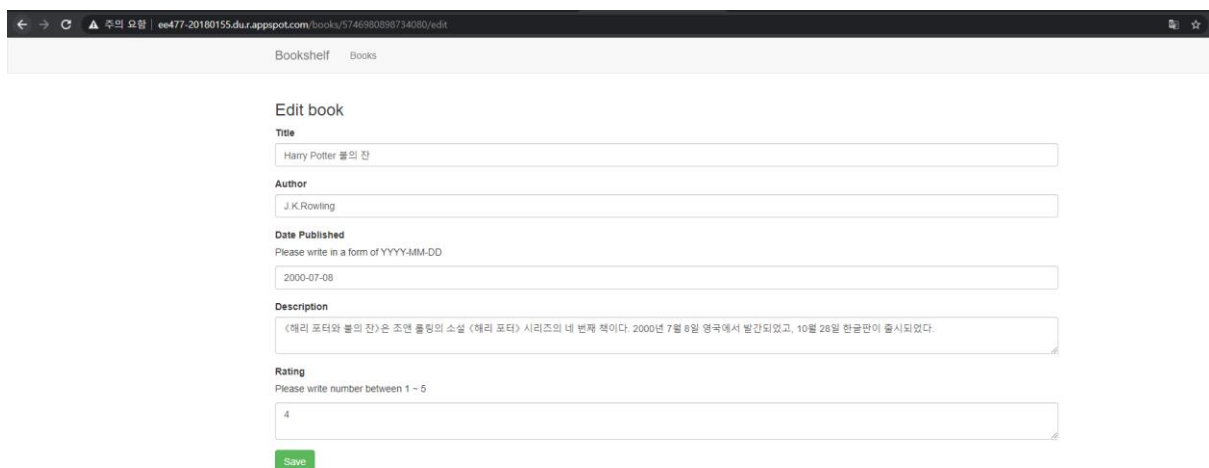 주의 요함 | ee477-20180155.du.r.appspot.com/books/5746980898734080/edit
Bookshelf Books
Edit book
Title
Harry Potter 불의 잔
Author
J.K.Rowling
Date Published
Please write in a form of YYYY-MM-DD
2000-07-08
Description
《해리 포터와 불의 잔》은 조앤 롤링의 소설 《해리 포터》 시리즈의 네 번째 책이다. 2000년 7월 8일 영국에서 발간되었고, 10월 28일 한글판이 출시되었다.
Rating
Please write number between 1 ~ 5
4
Save